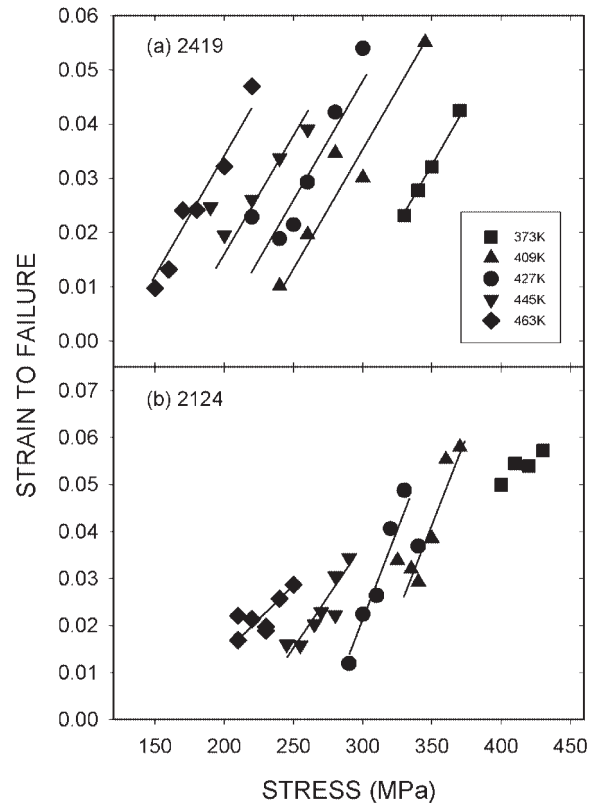 (a) 2419
0.06
0.05
0.04
0.03
0.02
0.01
0.00
373K
409K
427K
445K
463K
STRAIN TO FAILURE
(b) 2124
0.07
0.06
0.05
0.04
0.03
0.02
0.01
0.00
150 200 250 300 350 400 450
STRESS (MPa)